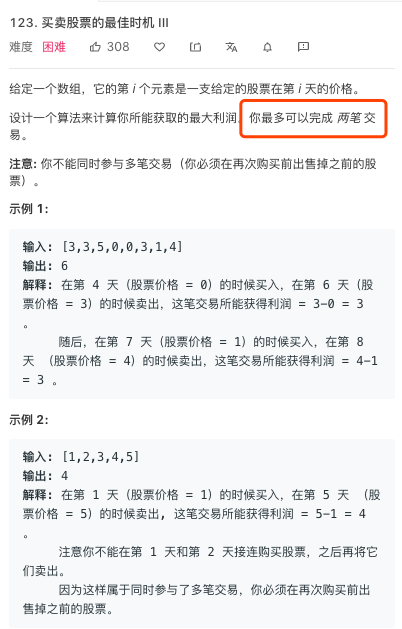 123. 买卖股票的最佳时机 III
难度 困难 308
给定一个数组，它的第 i 个元素是一支给定的股票在第 i 天的价格。
设计一个算法来计算你所能获取的最大利润。你最多可以完成 两笔 交
易。
注意: 你不能同时参与多笔交易（你必须在再次购买前出售掉之前的股
票）。
示例 1:
输入: [3,3,5,0,0,3,1,4]
输出: 6
解释: 在第 4 天（股票价格 = 0）的时候买入，在第 6 天（股
票价格 = 3）的时候卖出，这笔交易所能获得利润 = 3-0 = 3
。
随后，在第 7 天（股票价格 = 1）的时候买入，在第 8
天 （股票价格 = 4）的时候卖出，这笔交易所能获得利润 = 4-1
= 3 。
示例 2:
输入: [1,2,3,4,5]
输出: 4
解释: 在第 1 天（股票价格 = 1）的时候买入，在第 5 天 （股
票价格 = 5）的时候卖出, 这笔交易所能获得利润 = 5-1 = 4
。
注意你不能在第 1 天和第 2 天接连购买股票，之后再将它
们卖出。
因为这样属于同时参与了多笔交易，你必须在再次购买前出
售掉之前的股票。